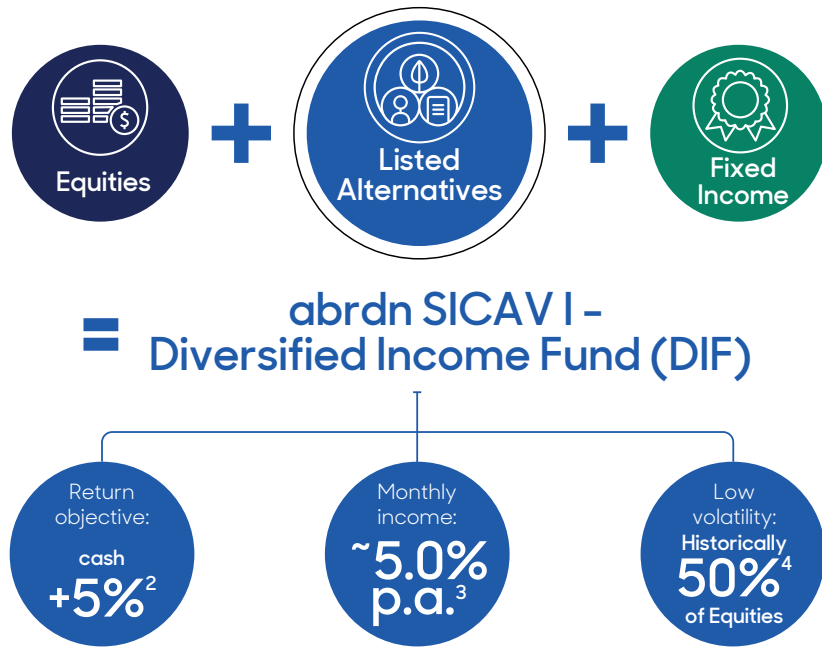 Equities
+
Listed
Alternatives
+
Fixed
Income
=
abrdn SICAV I –
Diversified Income Fund (DIF)
Return
objective:
cash
+5%²
Monthly
income:
~5.0%
p.a.³
Low
volatility:
Historically
50%⁴
of Equities
$